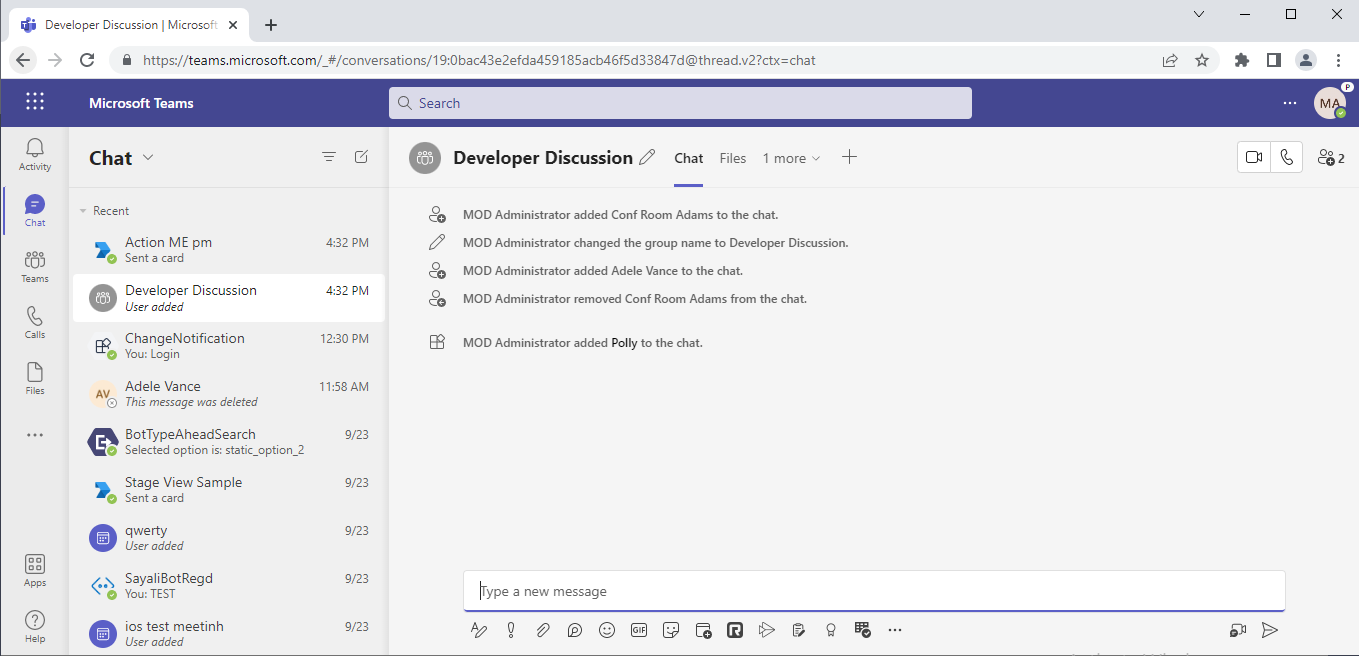 Developer Discussion | Microsoft
https://teams.microsoft.com/_#/conversations/19:0bac43e2efda459185acb46f5d33847d@thread.v2?ctx=chat
Microsoft Teams
Search
MA
P
Activity
Chat
Teams
Calls
Files
Apps
Help
Chat
Recent
Action ME pm 4:32 PM
Sent a card
Developer Discussion 4:32 PM
User added
ChangeNotification 12:30 PM
You: Login
AV
Adele Vance 11:58 AM
This message was deleted
BotTypeAheadSearch 9/23
Selected option is: static_option_2
Stage View Sample 9/23
Sent a card
qwerty 9/23
User added
SayaliBotRegd 9/23
You: TEST
ios test meetinh 9/23
User added
Developer Discussion Chat Files 1 more 2
MOD Administrator added Conf Room Adams to the chat.
MOD Administrator changed the group name to Developer Discussion.
MOD Administrator added Adele Vance to the chat.
MOD Administrator removed Conf Room Adams from the chat.
MOD Administrator added Polly to the chat.
Type a new message
GIF